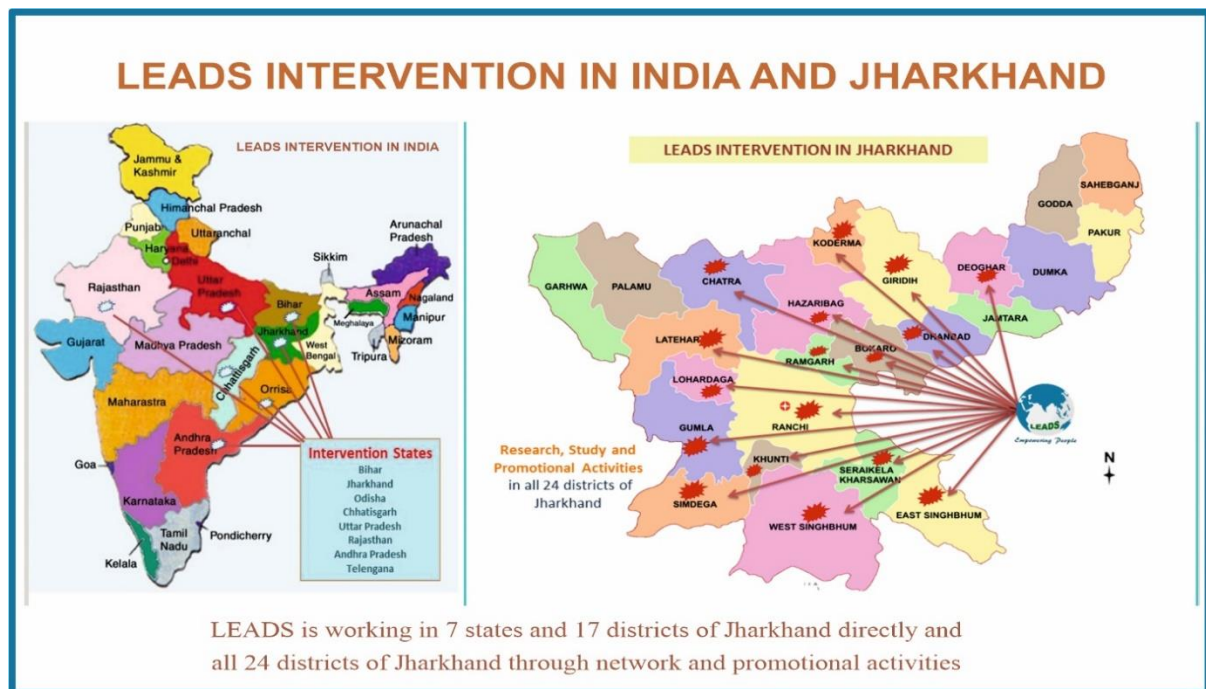 LEADS INTERVENTION IN INDIA AND JHARKHAND
LEADS INTERVENTION IN INDIA
Jammu &
Kashmir
Himanchal Pradesh
Punjab
Uttaranchal
Haryana
Delhi
Arunachal
Pradesh
Sikkim
Rajasthan
Uttar
Pradesh
Assam
Nagaland
Bihar
Meghalaya
Manipur
Jharkhand
Gujarat
Madhya Pradesh
West
Bengal
Tripura
Mizoram
Chhattisgarh
Orrisa
Maharastra
Andhra
Pradesh
Goa
Karnataka
Tamil
Nadu
Pondicherry
Kelala
Intervention States
Bihar
Jharkhand
Odisha
Chhatisgarh
Uttar Pradesh
Rajasthan
Andhra Pradesh
Telengana
LEADS INTERVENTION IN JHARKHAND
SAHEBGANJ
GODDA
PAKUR
KODERMA
DEOGHAR
DUMKA
GIRIDIH
CHATRA
GARHWA
PALAMU
HAZARIBAG
JAMTARA
DHANBAD
LATEHAR
BOKARO
RAMGARH
LOHARDAGA
LEADS
Empowering People
RANCHI
GUMLA
Research, Study and
Promotional Activities
in all 24 districts of
Jharkhand
KHUNTI
SERAIKELA
KHARSAWAN
N
SIMDEGA
EAST SINGHBHUM
WEST SINGHBHUM
LEADS is working in 7 states and 17 districts of Jharkhand directly and
all 24 districts of Jharkhand through network and promotional activities